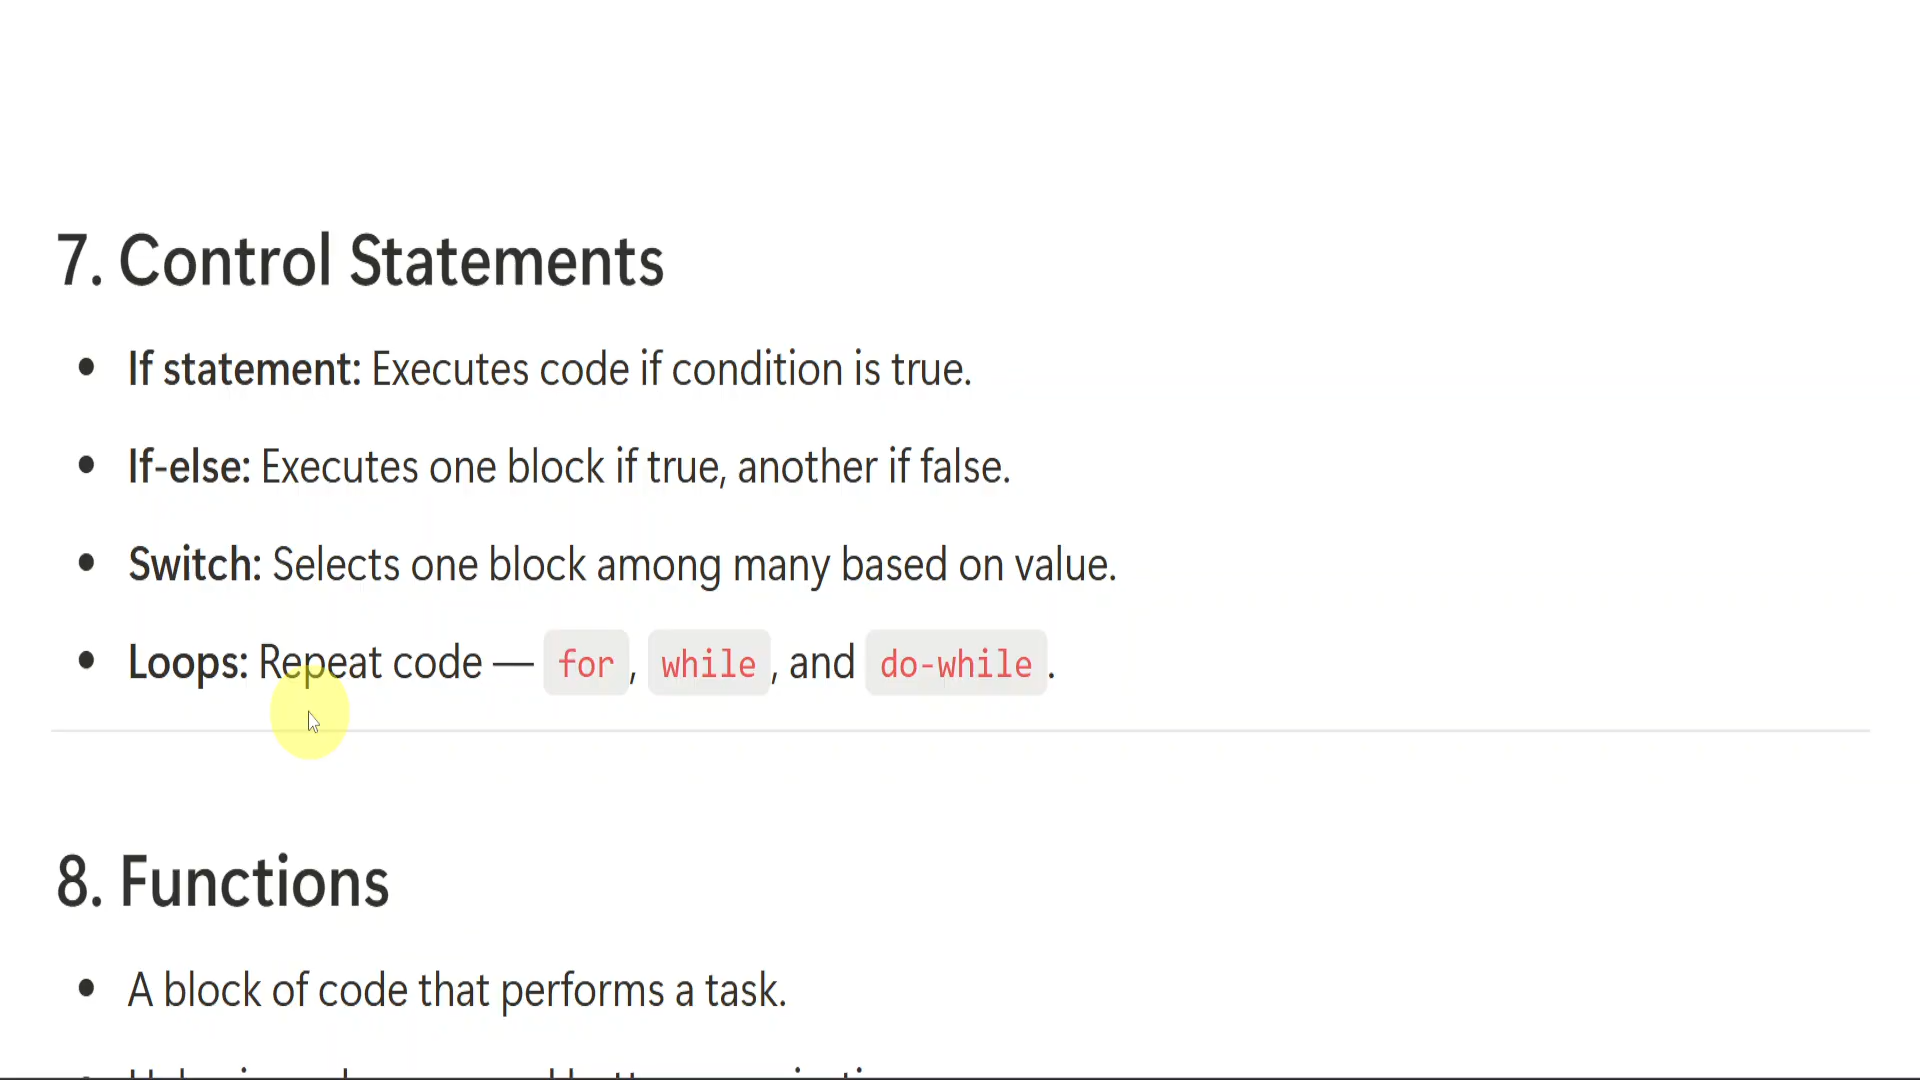 7. Control Statements
• If statement: Executes code if condition is true.
• If-else: Executes one block if true, another if false.
• Switch: Selects one block among many based on value.
• Loops: Repeat code — for, while, and do-while.
8. Functions
• A block of code that performs a task.